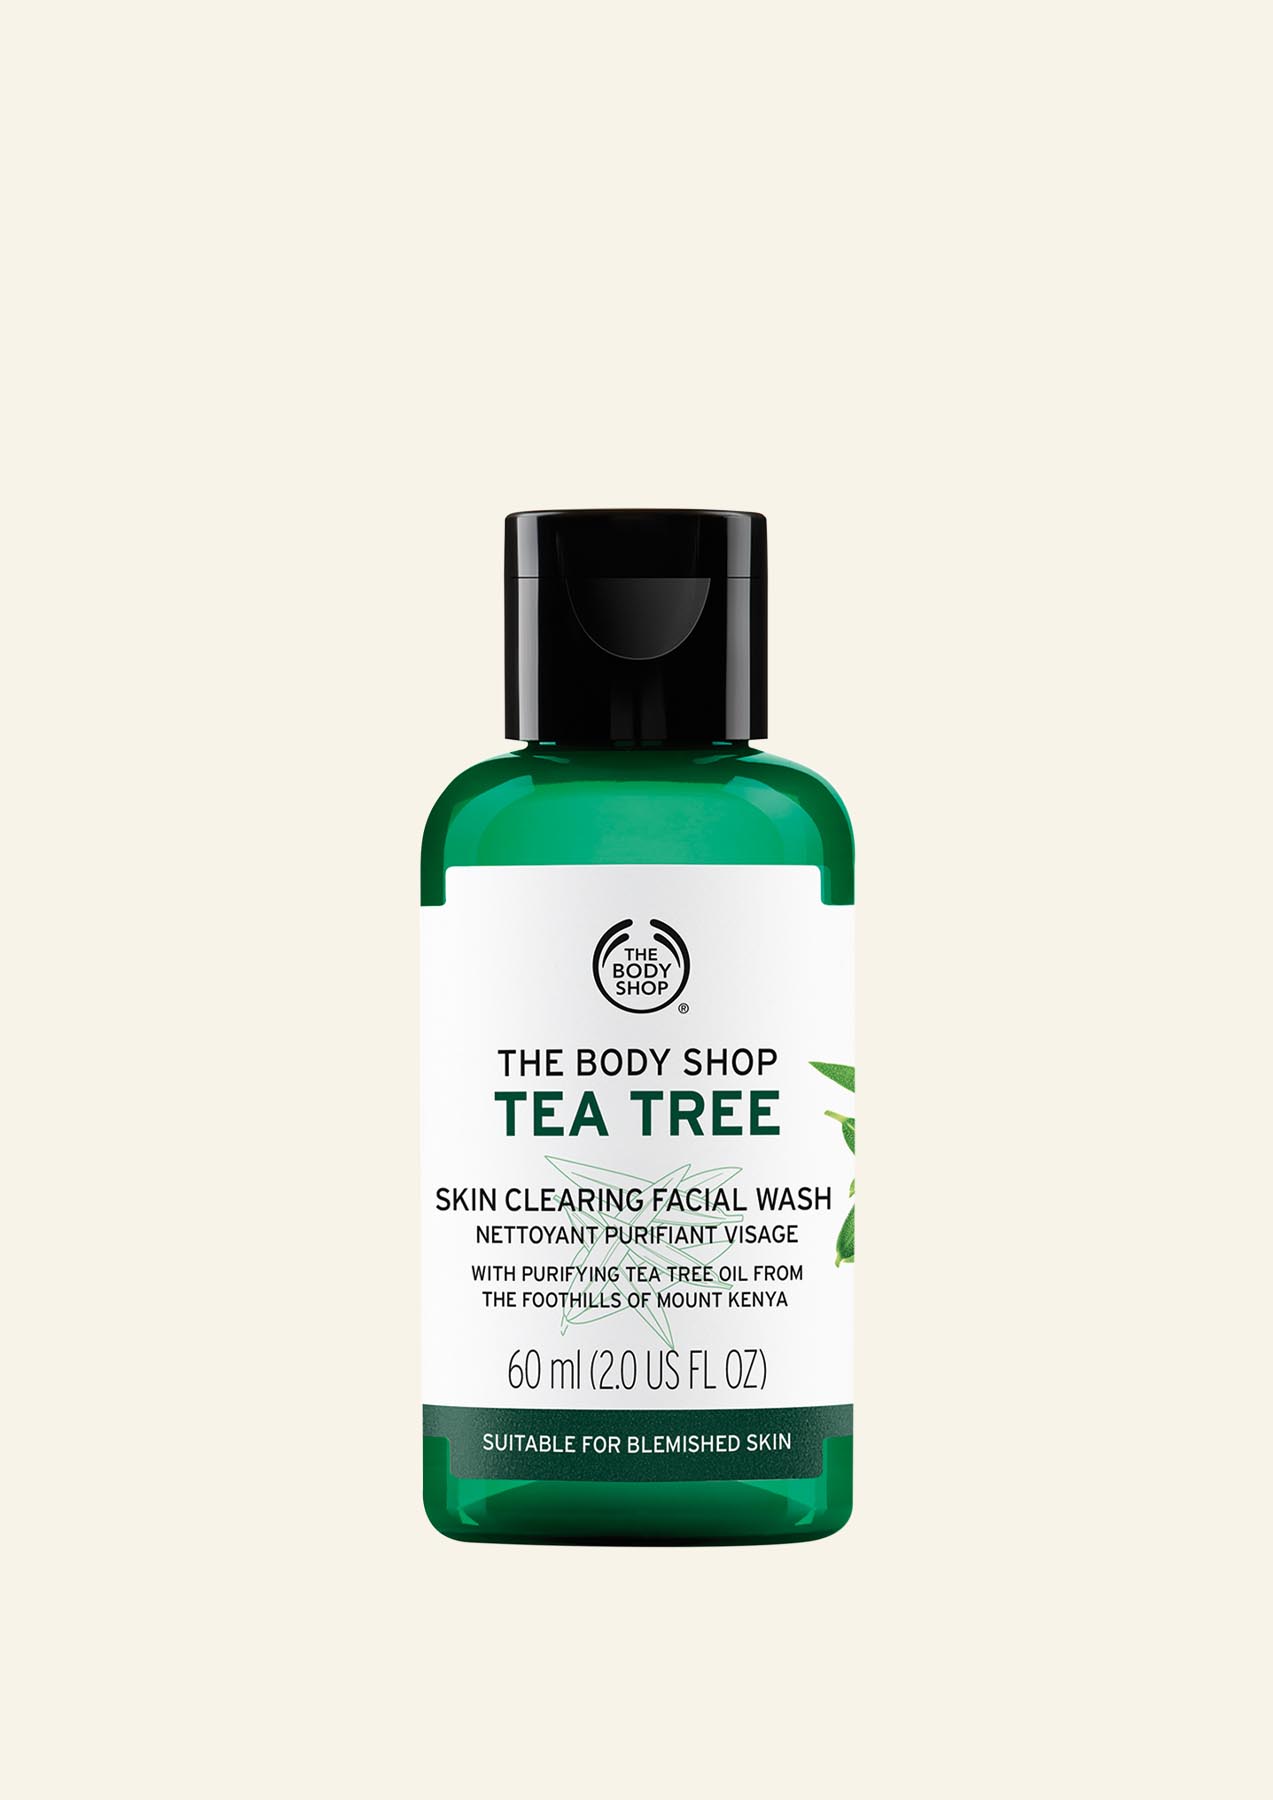 THE
BODY
SHOP
®
THE BODY SHOP
TEA TREE
SKIN CLEARING FACIAL WASH
NETTOYANT PURIFIANT VISAGE
WITH PURIFYING TEA TREE OIL FROM
THE FOOTHILLS OF MOUNT KENYA
60 ml (2.0 US FL OZ)
SUITABLE FOR BLEMISHED SKIN